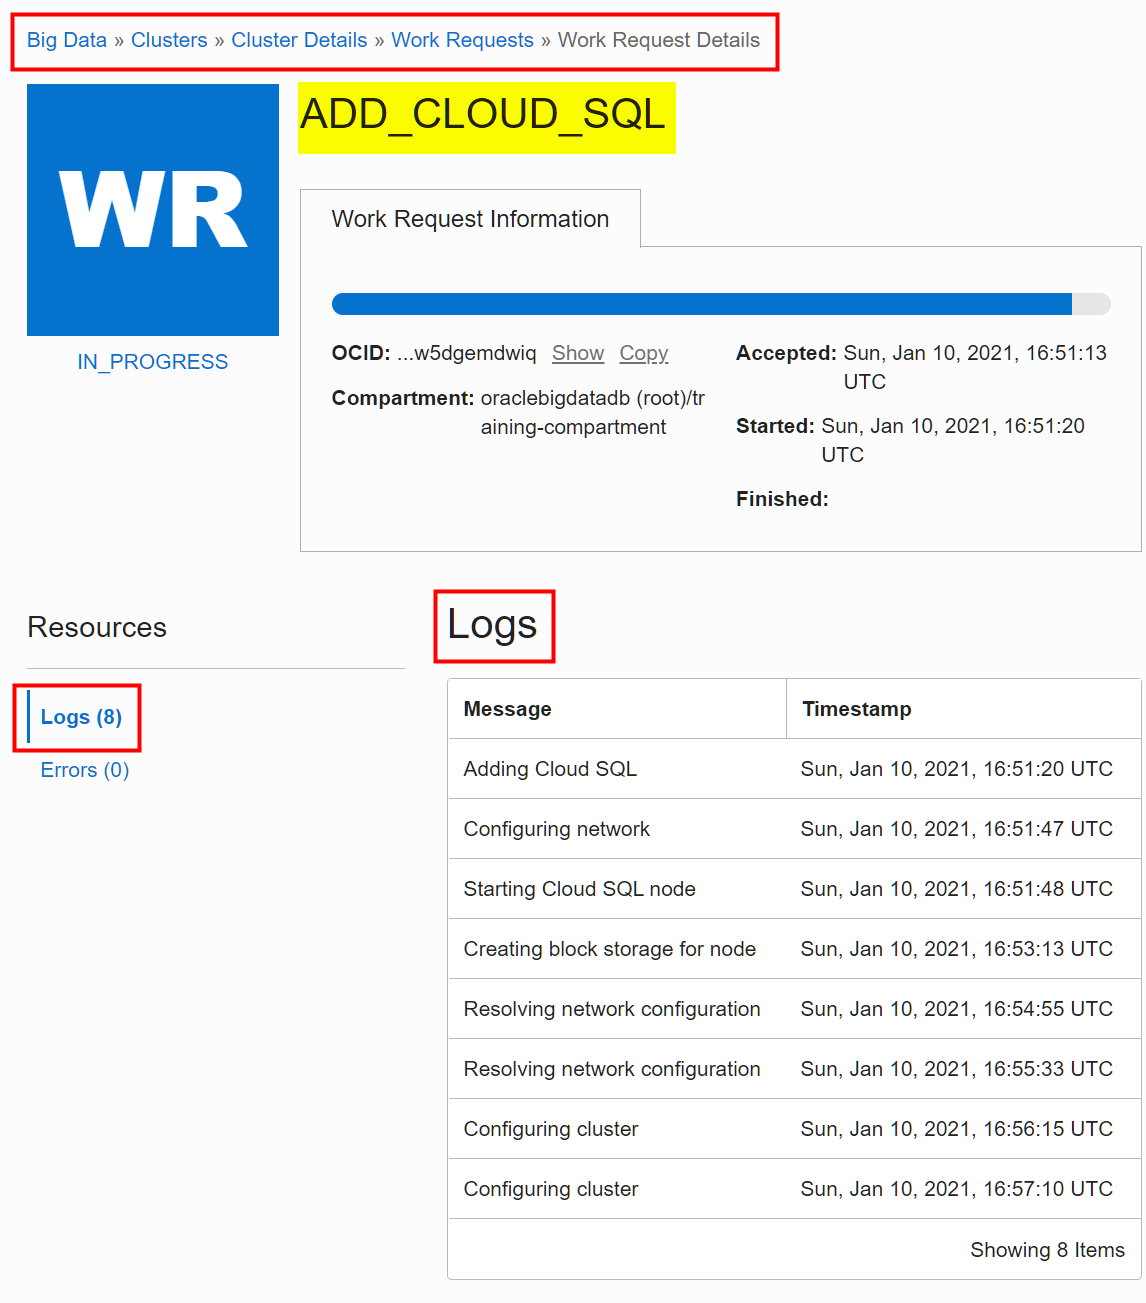 Big Data » Clusters » Cluster Details » Work Requests » Work Request Details
WR
IN_PROGRESS
ADD_CLOUD_SQL
Work Request Information
OCID: ...w5dgemdwiq Show Copy
Compartment: oraclebigdatadb (root)/tr
aining-compartment
Accepted: Sun, Jan 10, 2021, 16:51:13
UTC
Started: Sun, Jan 10, 2021, 16:51:20
UTC
Finished:
Resources
Logs (8)
Errors (0)
Logs
Message Timestamp
Adding Cloud SQL Sun, Jan 10, 2021, 16:51:20 UTC
Configuring network Sun, Jan 10, 2021, 16:51:47 UTC
Starting Cloud SQL node Sun, Jan 10, 2021, 16:51:48 UTC
Creating block storage for node Sun, Jan 10, 2021, 16:53:13 UTC
Resolving network configuration Sun, Jan 10, 2021, 16:54:55 UTC
Resolving network configuration Sun, Jan 10, 2021, 16:55:33 UTC
Configuring cluster Sun, Jan 10, 2021, 16:56:15 UTC
Configuring cluster Sun, Jan 10, 2021, 16:57:10 UTC
Showing 8 Items